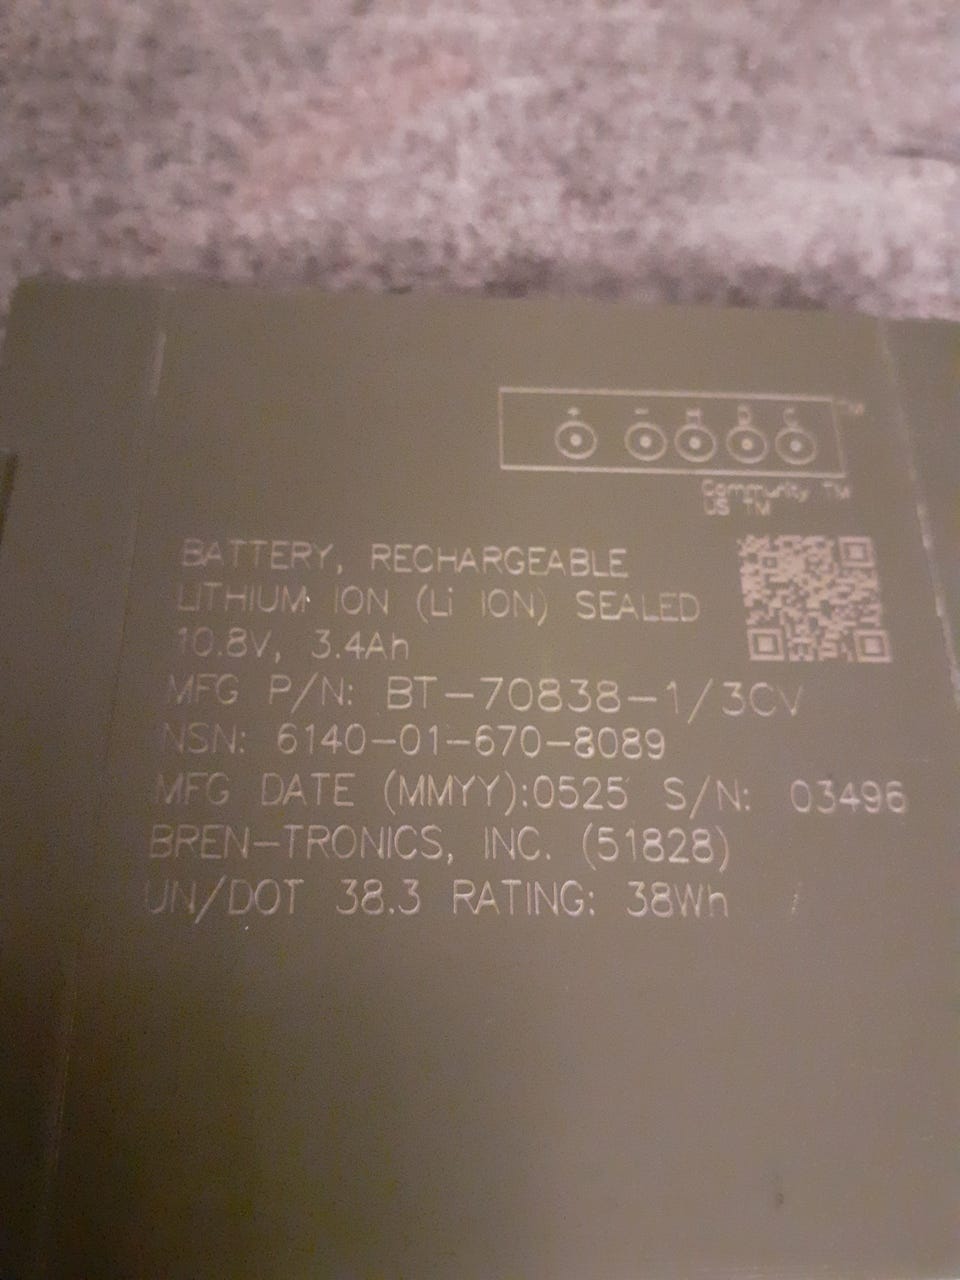 + - H D C TM
Community TM
US TM
BATTERY, RECHARGEABLE
LITHIUM ION (Li ION) SEALED
10.8V, 3.4Ah
MFG P/N: BT-70838-1/3CV
NSN: 6140-01-670-8089
MFG DATE (MMYY):0525 S/N: 03496
BREN-TRONICS, INC. (51828)
UN/DOT 38.3 RATING: 38Wh